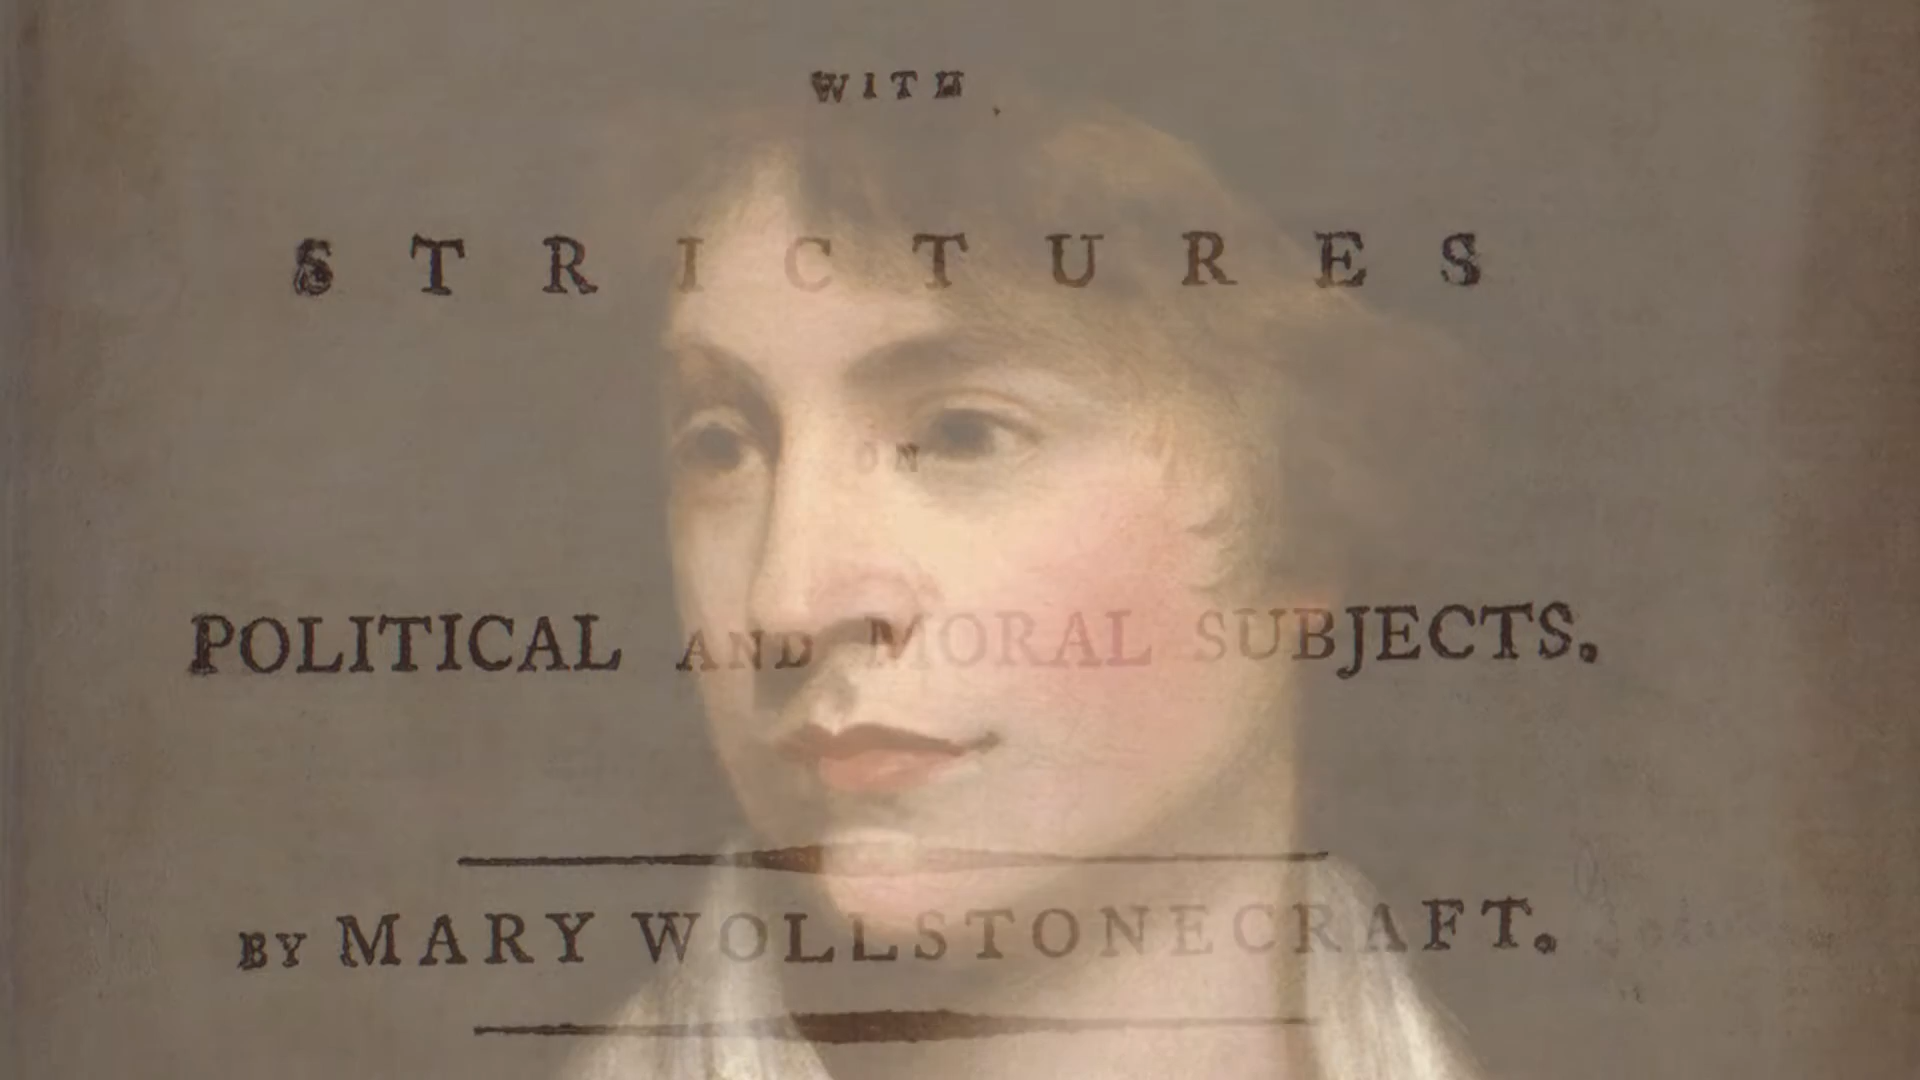 WITH
STRICTURES
ON
POLITICAL AND MORAL SUBJECTS.
BY MARY WOLLSTONECRAFT.